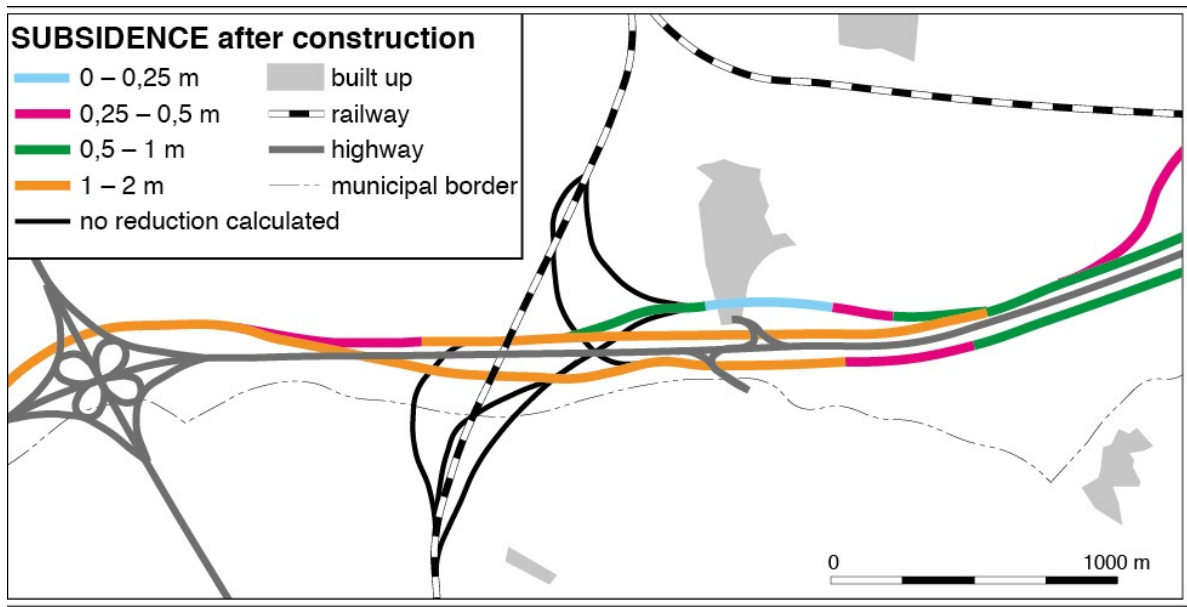 SUBSIDENCE after construction
0 – 0,25 m
0,25 – 0,5 m
0,5 – 1 m
1 – 2 m
no reduction calculated
built up
railway
highway
municipal border
0 1000 m